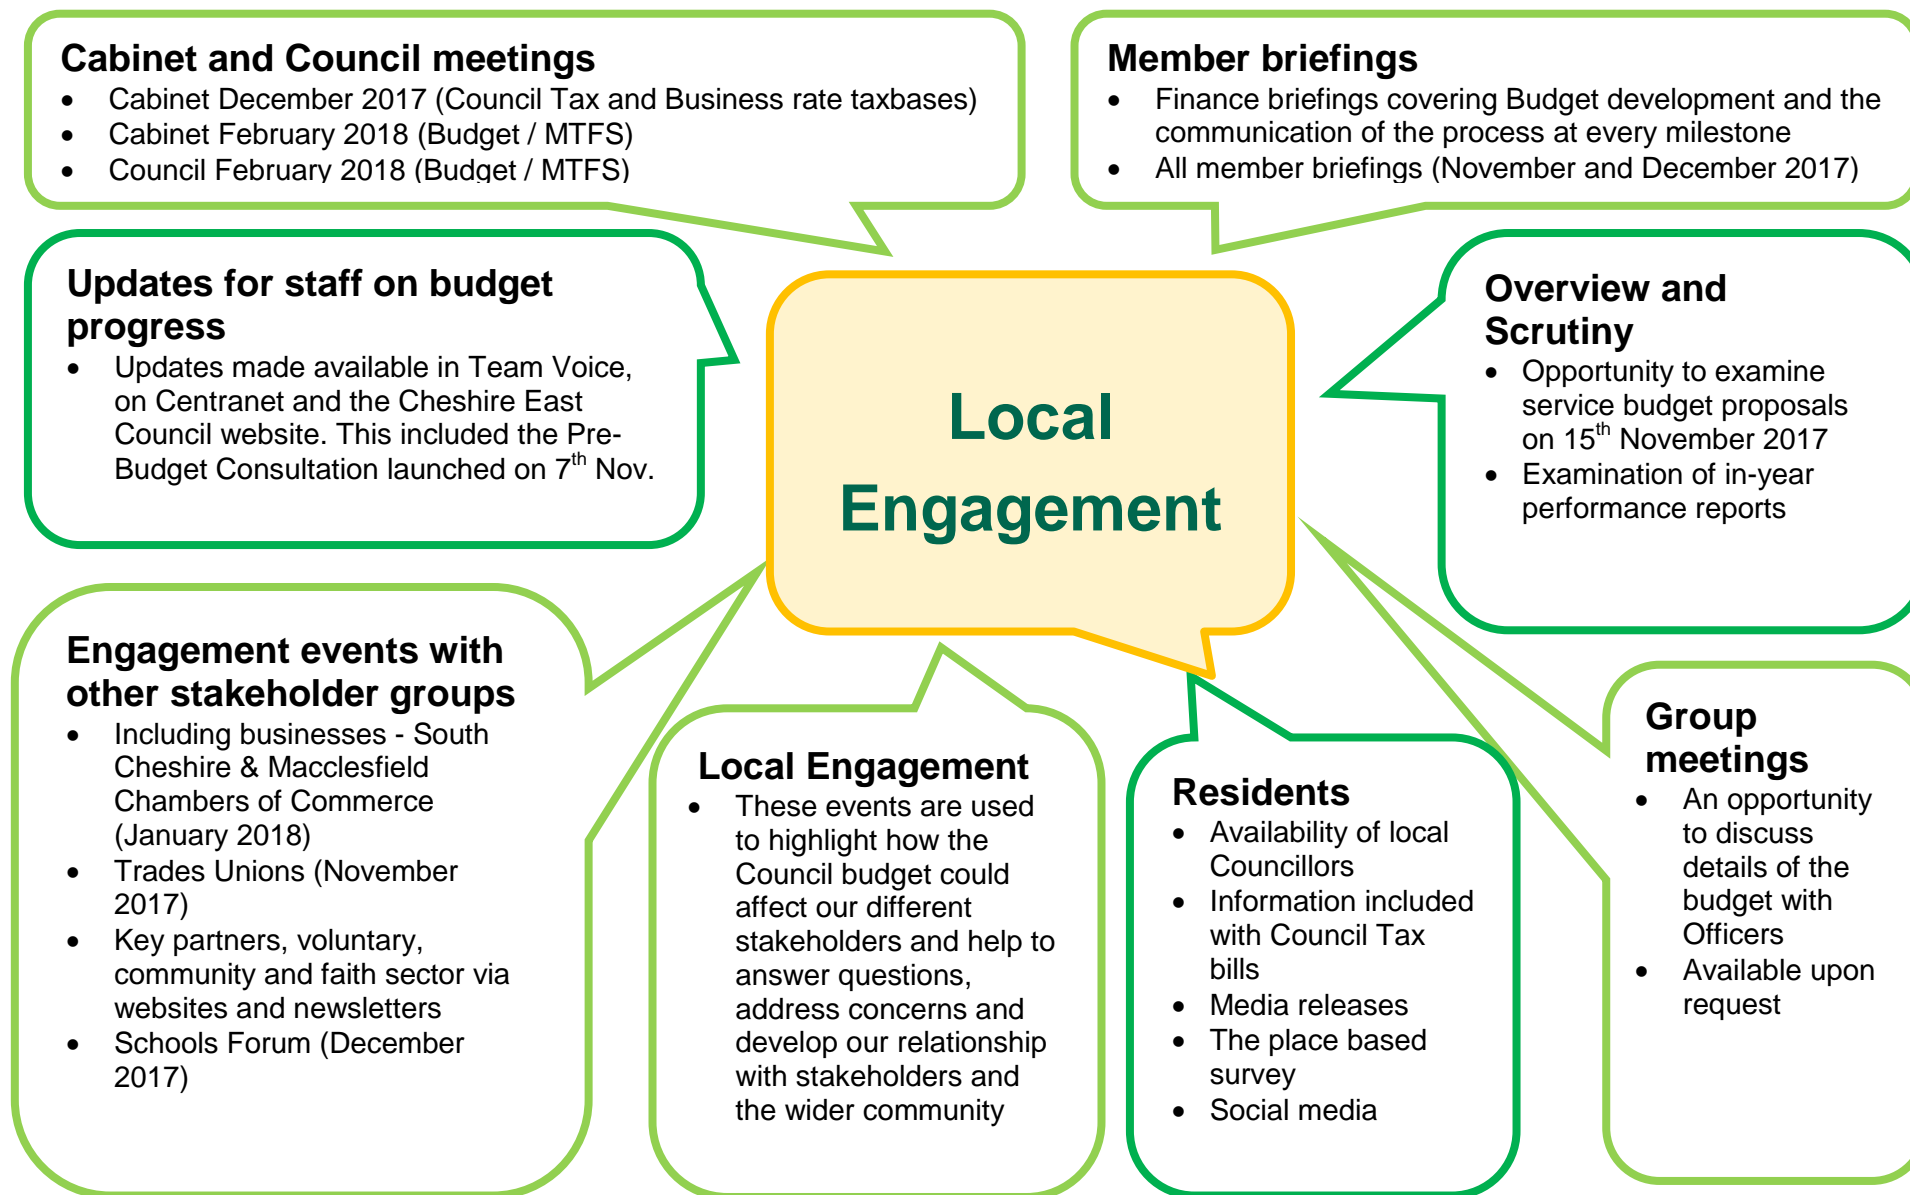 Cabinet and Council meetings
• Cabinet December 2017 (Council Tax and Business rate taxbases)
• Cabinet February 2018 (Budget / MTFS)
• Council February 2018 (Budget / MTFS)
Member briefings
• Finance briefings covering Budget development and the
communication of the process at every milestone
• All member briefings (November and December 2017)
Updates for staff on budget
progress
• Updates made available in Team Voice,
on Centranet and the Cheshire East
Council website. This included the Pre-
Budget Consultation launched on 7th Nov.
Local
Engagement
Overview and
Scrutiny
• Opportunity to examine
service budget proposals
on 15th November 2017
• Examination of in-year
performance reports
Engagement events with
other stakeholder groups
• Including businesses - South
Cheshire & Macclesfield
Chambers of Commerce
(January 2018)
• Trades Unions (November
2017)
• Key partners, voluntary,
community and faith sector via
websites and newsletters
• Schools Forum (December
2017)
Local Engagement
• These events are used
to highlight how the
Council budget could
affect our different
stakeholders and help to
answer questions,
address concerns and
develop our relationship
with stakeholders and
the wider community
Residents
• Availability of local
Councillors
• Information included
with Council Tax
bills
• Media releases
• The place based
survey
• Social media
Group
meetings
• An opportunity
to discuss
details of the
budget with
Officers
• Available upon
request